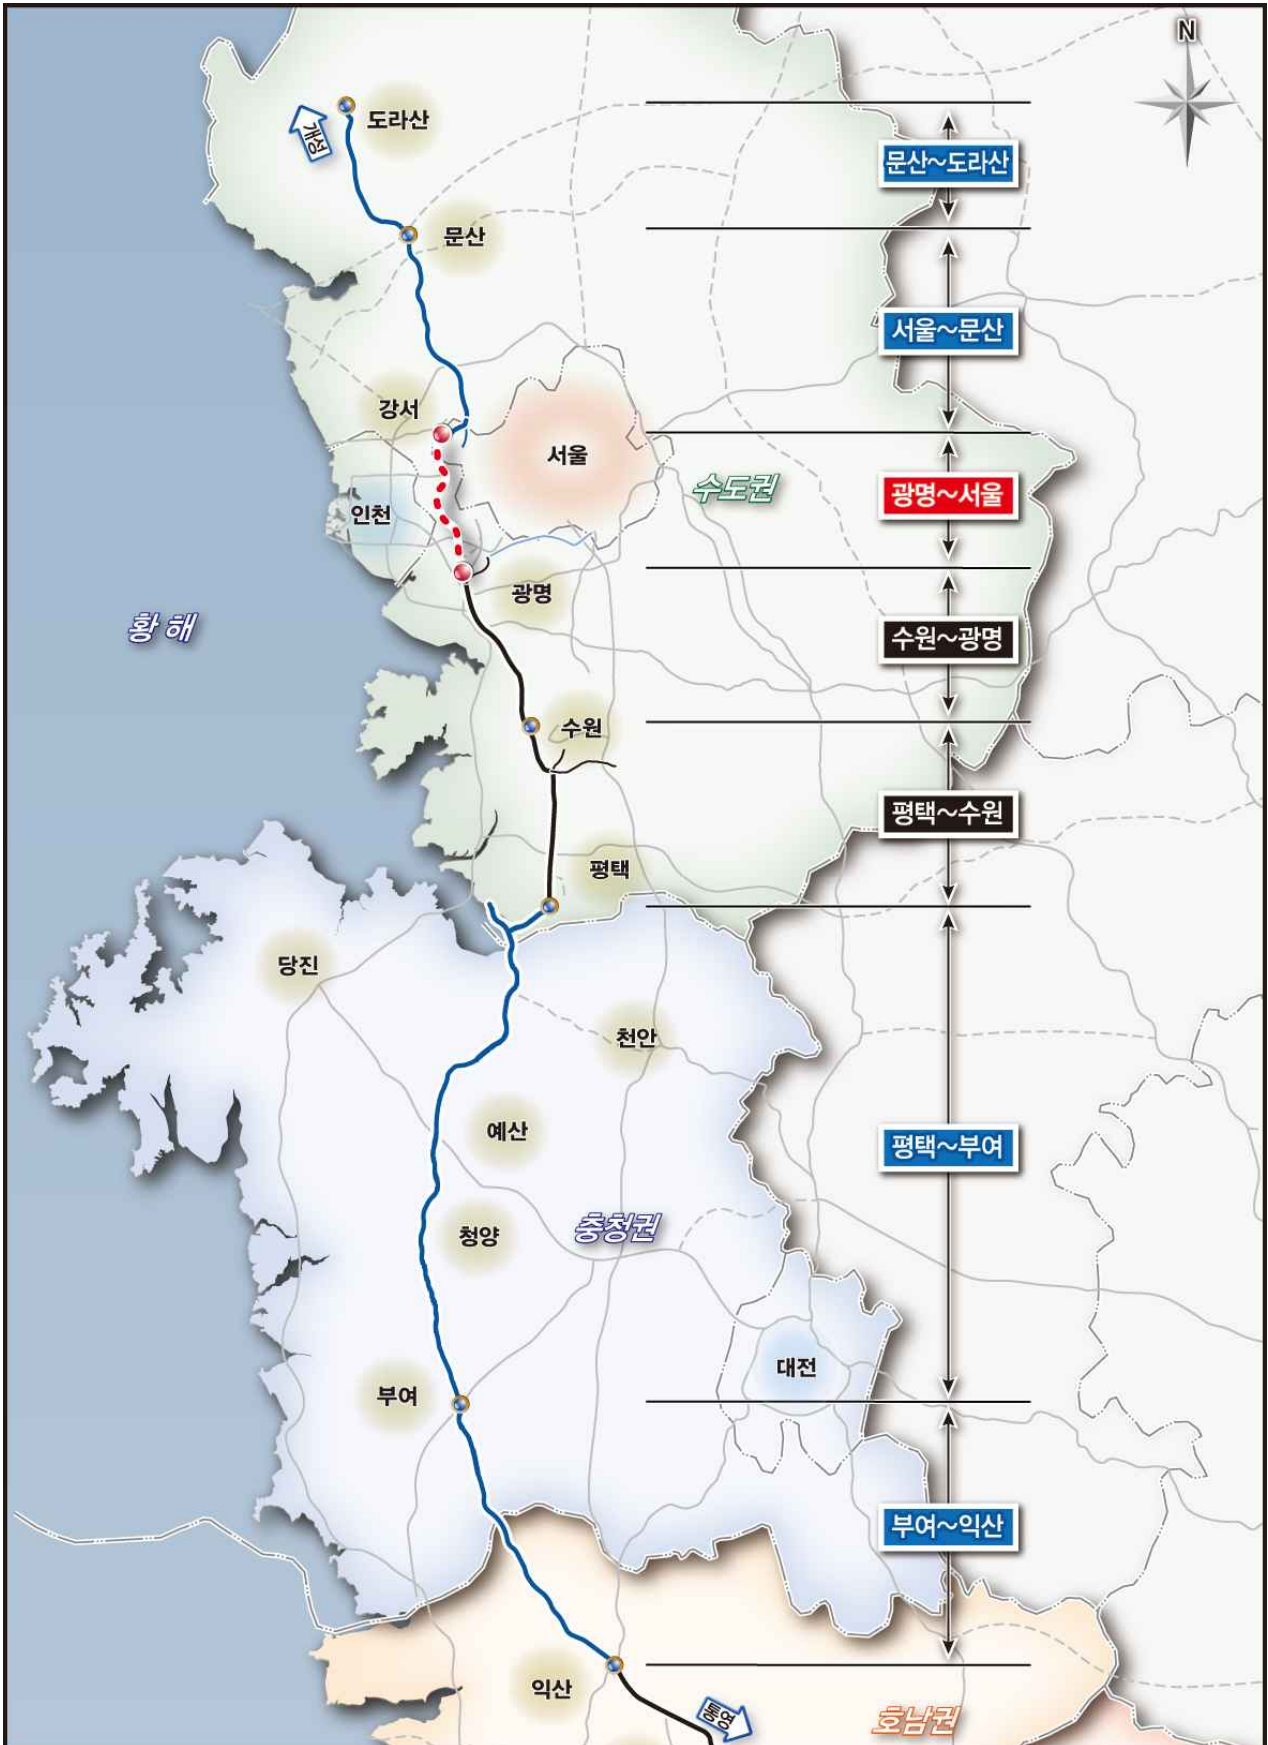 N
도라산
개성
문산~도라산
문산
서울~문산
강서
서울
수도권
광명~서울
인천
광명
황해
수원~광명
수원
평택~수원
평택
당진
천안
예산
평택~부여
청양
충청권
대전
부여
부여~익산
익산
통영
호남권